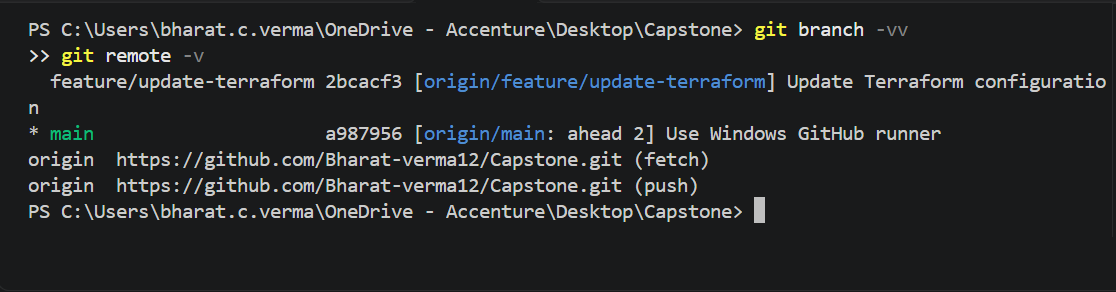 PS C:\Users\bharat.c.verma\OneDrive - Accenture\Desktop\Capstone> git branch -vv
>> git remote -v
  feature/update-terraform 2bcacf3 [origin/feature/update-terraform] Update Terraform configuratio
n
* main                     a987956 [origin/main: ahead 2] Use Windows GitHub runner
origin  https://github.com/Bharat-verma12/Capstone.git (fetch)
origin  https://github.com/Bharat-verma12/Capstone.git (push)
PS C:\Users\bharat.c.verma\OneDrive - Accenture\Desktop\Capstone>